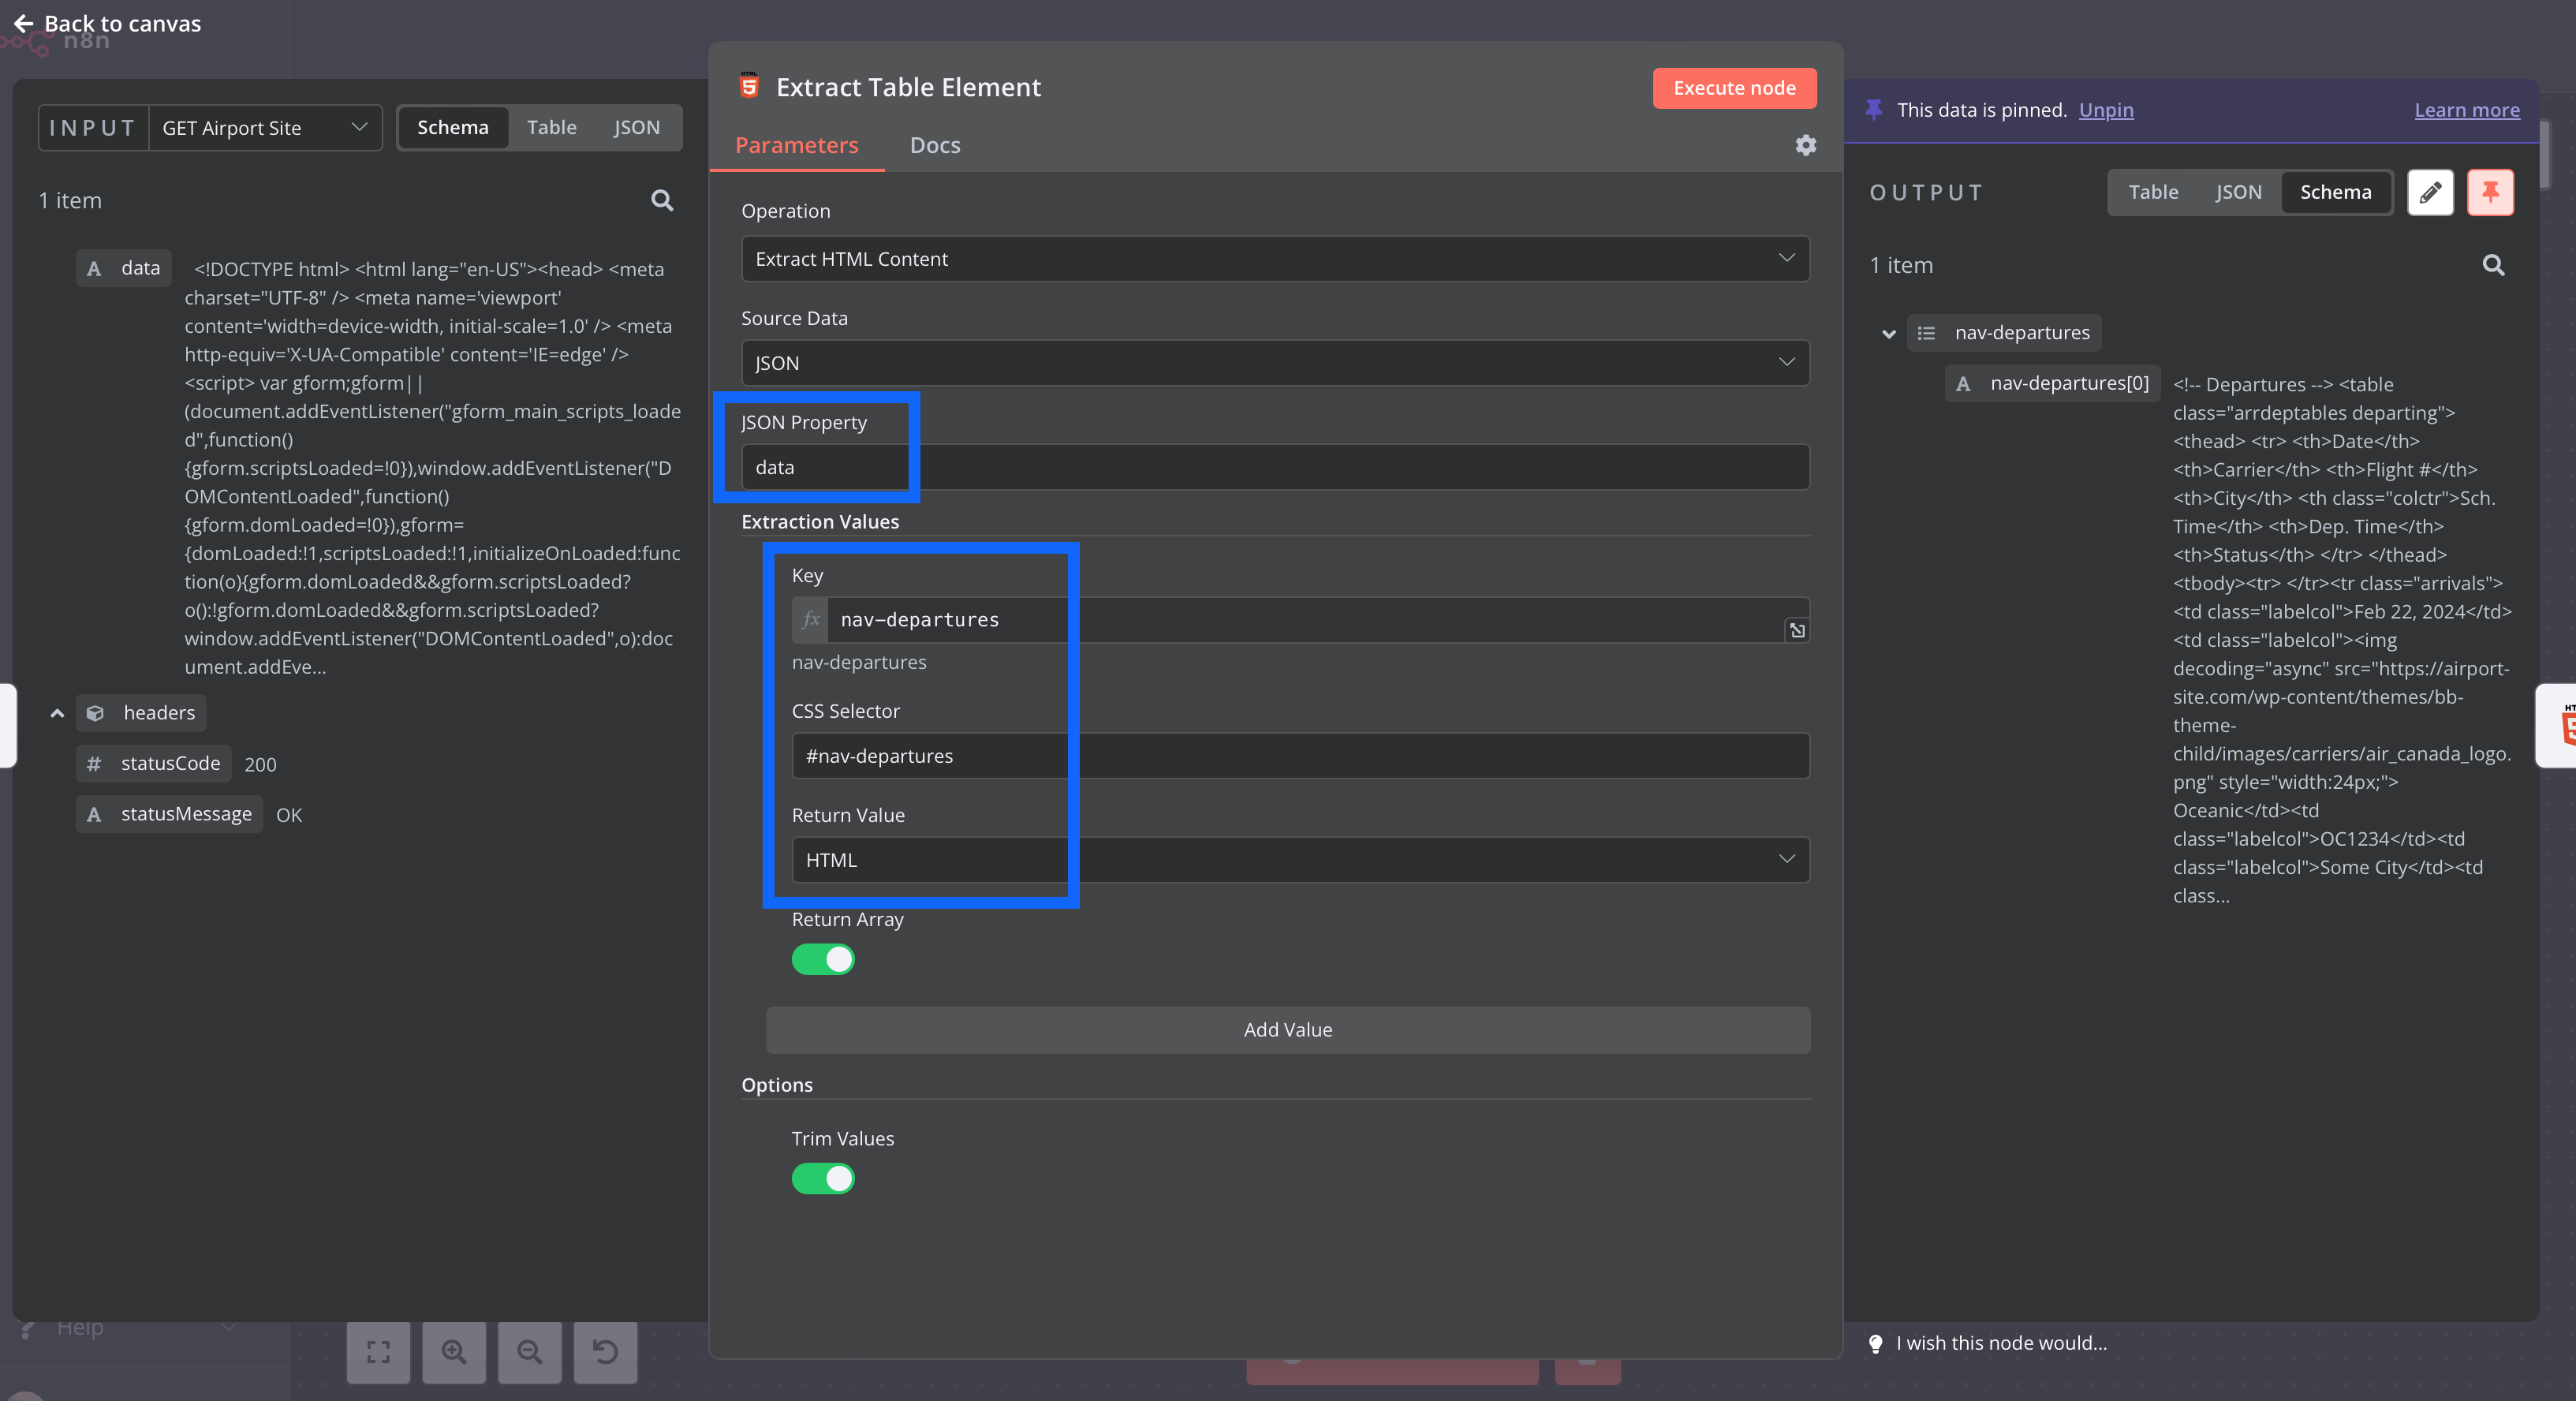 Back to canvas
n8n
INPUT
GET Airport Site
Schema
Table
JSON
1 item
A data
<!DOCTYPE html> <html lang="en-US"><head> <meta
charset="UTF-8" /> <meta name='viewport'
content='width=device-width, initial-scale=1.0' /> <meta
http-equiv='X-UA-Compatible' content='IE=edge' />
<script> var gform;gform||
(document.addEventListener("gform_main_scripts_loade
d",function()
{gform.scriptsLoaded=!0}),window.addEventListener("D
OMContentLoaded",function()
{gform.domLoaded=!0}),gform=
{domLoaded:!1,scriptsLoaded:!1,initializeOnLoaded:func
tion(o){gform.domLoaded&&gform.scriptsLoaded?
o():!gform.domLoaded&&gform.scriptsLoaded?
window.addEventListener("DOMContentLoaded",o):doc
ument.addEve...
headers
# statusCode 200
A statusMessage OK
Help
HTML 5 Extract Table Element
Execute node
Parameters
Docs
Operation
Extract HTML Content
Source Data
JSON
JSON Property
data
Extraction Values
Key
fx nav-departures
nav-departures
CSS Selector
#nav-departures
Return Value
HTML
Return Array
Add Value
Options
Trim Values
This data is pinned. Unpin
Learn more
OUTPUT
Table
JSON
Schema
1 item
nav-departures
A nav-departures[0]
<!-- Departures --> <table
class="arrdeptables departing">
<thead> <tr> <th>Date</th>
<th>Carrier</th> <th>Flight #</th>
<th>City</th> <th class="colctr">Sch.
Time</th> <th>Dep. Time</th>
<th>Status</th> </tr> </thead>
<tbody><tr> </tr><tr class="arrivals">
<td class="labelcol">Feb 22, 2024</td>
<td class="labelcol"><img
decoding="async" src="https://airport-
site.com/wp-content/themes/bb-
theme-
child/images/carriers/air_canada_logo.
png" style="width:24px;">
Oceanic</td><td
class="labelcol">OC1234</td><td
class="labelcol">Some City</td><td
class...
I wish this node would...